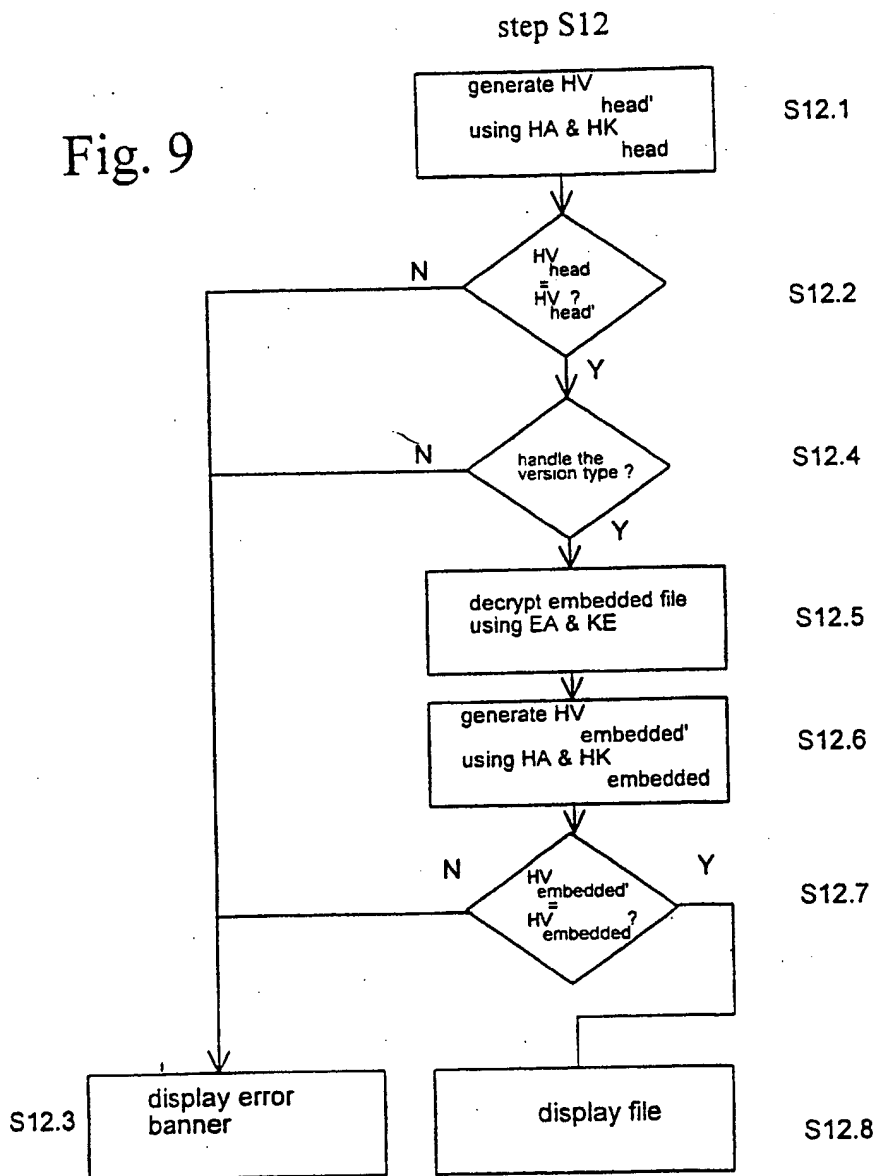 step S12
Fig. 9
generate HV
head'
using HA & HK
head
S12.1
HV
head
=
HV ?
head'
N
S12.2
Y
handle the
version type ?
N
S12.4
Y
decrypt embedded file
using EA & KE
S12.5
generate HV
embedded'
using HA & HK
embedded
S12.6
N
HV
embedded'
=
HV
embedded?
Y
S12.7
S12.3
display error
banner
display file
S12.8